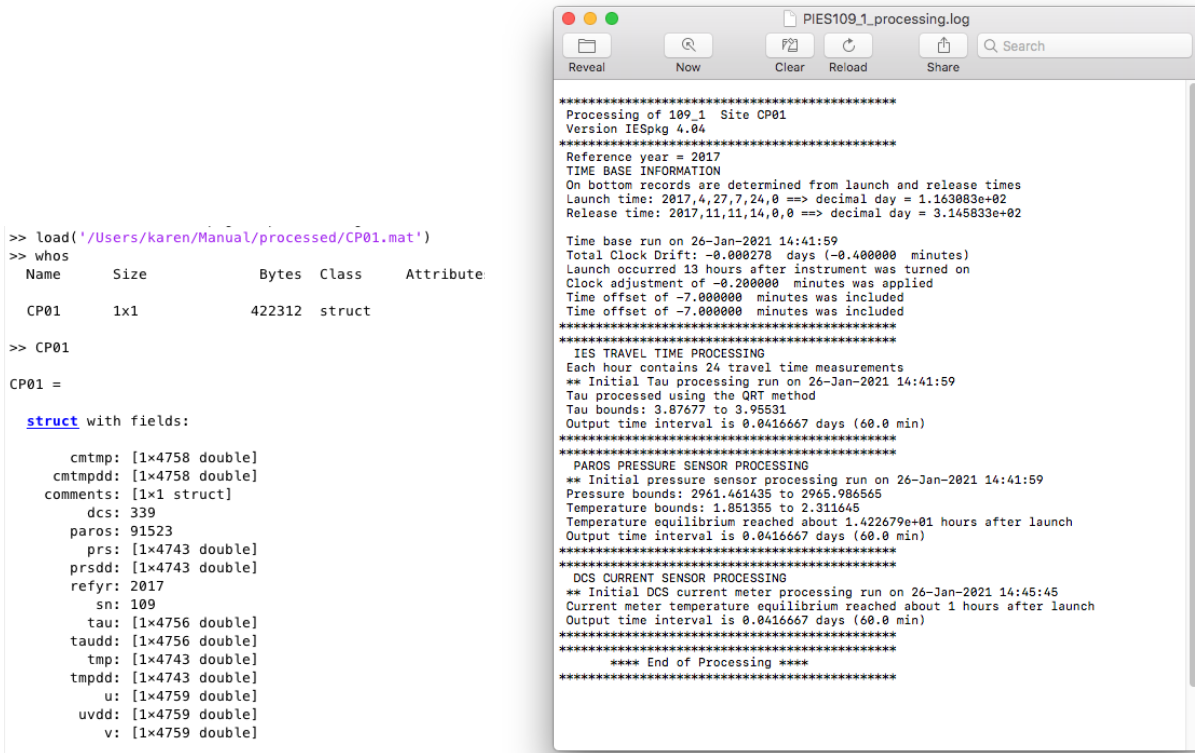 >> load('/Users/karen/Manual/processed/CP01.mat')
>> whos
Name Size Bytes Class Attribute:
CP01 1x1 422312 struct
>> CP01
CP01 =
struct with fields:
cmtmp: [1×4758 double]
cmtmpdd: [1×4758 double]
comments: [1×1 struct]
dcs: 339
paros: 91523
prs: [1×4743 double]
prsdd: [1×4743 double]
refyr: 2017
sn: 109
tau: [1×4756 double]
taudd: [1×4756 double]
tmp: [1×4743 double]
tmpdd: [1×4743 double]
u: [1×4759 double]
uvdd: [1×4759 double]
v: [1×4759 double]
PIES109_1_processing.log
Reveal Now Clear Reload Share Search
**********************************************
Processing of 109_1 Site CP01
Version IESpkg 4.04
**********************************************
Reference year = 2017
TIME BASE INFORMATION
On bottom records are determined from launch and release times
Launch time: 2017,4,27,7,24,0 ==> decimal day = 1.163083e+02
Release time: 2017,11,11,14,0,0 ==> decimal day = 3.145833e+02
Time base run on 26-Jan-2021 14:41:59
Total Clock Drift: -0.000278 days (-0.400000 minutes)
Launch occurred 13 hours after instrument was turned on
Clock adjustment of -0.200000 minutes was applied
Time offset of -7.000000 minutes was included
Time offset of -7.000000 minutes was included
**********************************************
**********************************************
IES TRAVEL TIME PROCESSING
Each hour contains 24 travel time measurements
** Initial Tau processing run on 26-Jan-2021 14:41:59
Tau processed using the QRT method
Tau bounds: 3.87677 to 3.95531
Output time interval is 0.0416667 days (60.0 min)
**********************************************
**********************************************
PAROS PRESSURE SENSOR PROCESSING
** Initial pressure sensor processing run on 26-Jan-2021 14:41:59
Pressure bounds: 2961.461435 to 2965.986565
Temperature bounds: 1.851355 to 2.311645
Temperature equilibrium reached about 1.422679e+01 hours after launch
Output time interval is 0.0416667 days (60.0 min)
**********************************************
**********************************************
DCS CURRENT SENSOR PROCESSING
** Initial DCS current meter processing run on 26-Jan-2021 14:45:45
Current meter temperature equilibrium reached about 1 hours after launch
Output time interval is 0.0416667 days (60.0 min)
**********************************************
**********************************************
**** End of Processing ****
**********************************************